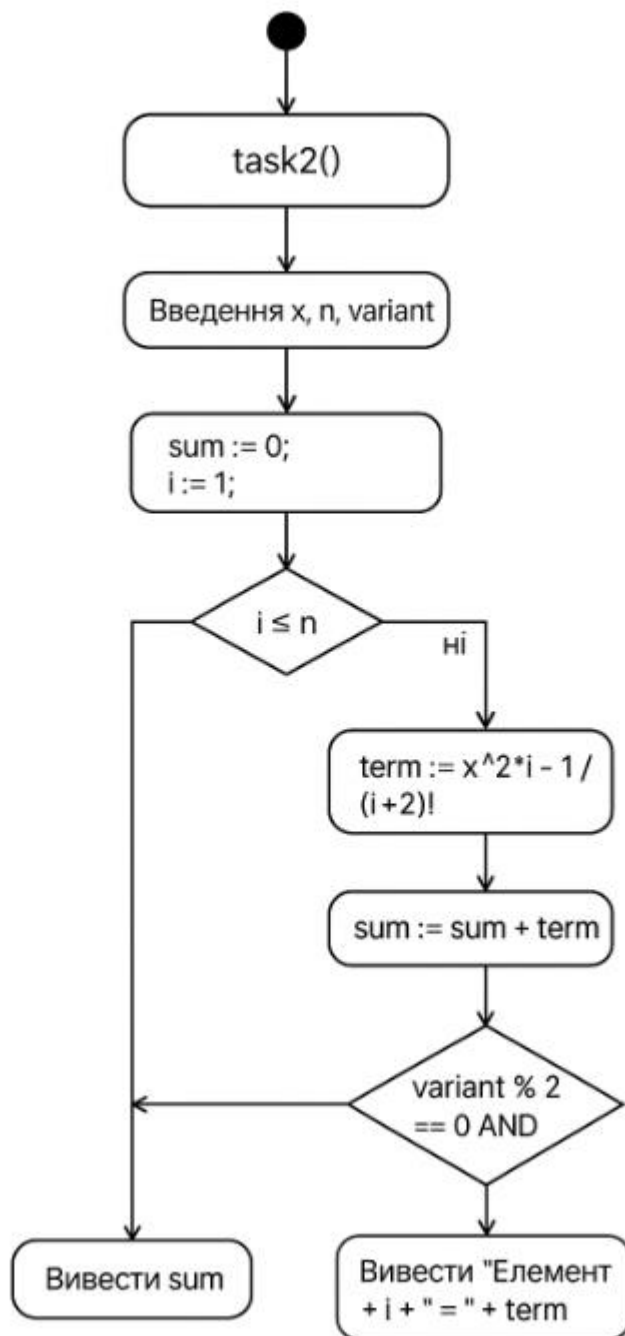 task2()
Введення x, n, variant
sum := 0;
i := 1;
i ≤ n
ні
term := x^2*i - 1 /
(i+2)!
sum := sum + term
variant % 2
== 0 AND
Вивести sum
Вивести "Елемент
+ i + " = " + term